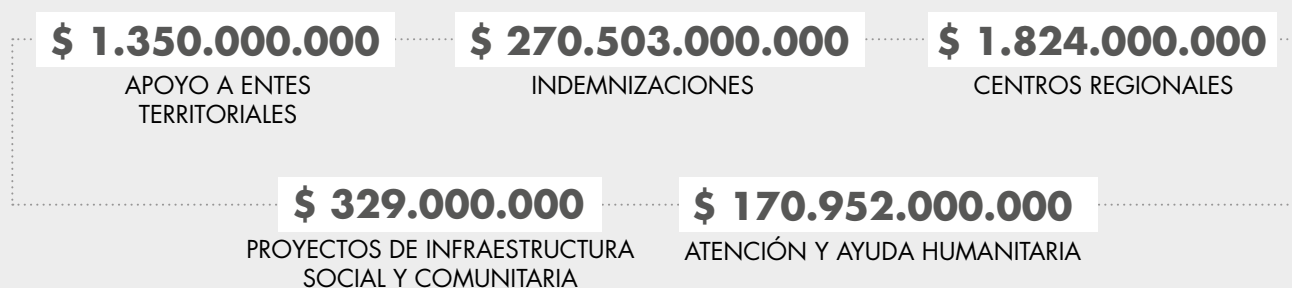 $ 1.350.000.000
APOYO A ENTES
TERRITORIALES
$ 270.503.000.000
INDEMNIZACIONES
$ 1.824.000.000
CENTROS REGIONALES
$ 329.000.000
PROYECTOS DE INFRAESTRUCTURA
SOCIAL Y COMUNITARIA
$ 170.952.000.000
ATENCIÓN Y AYUDA HUMANITARIA